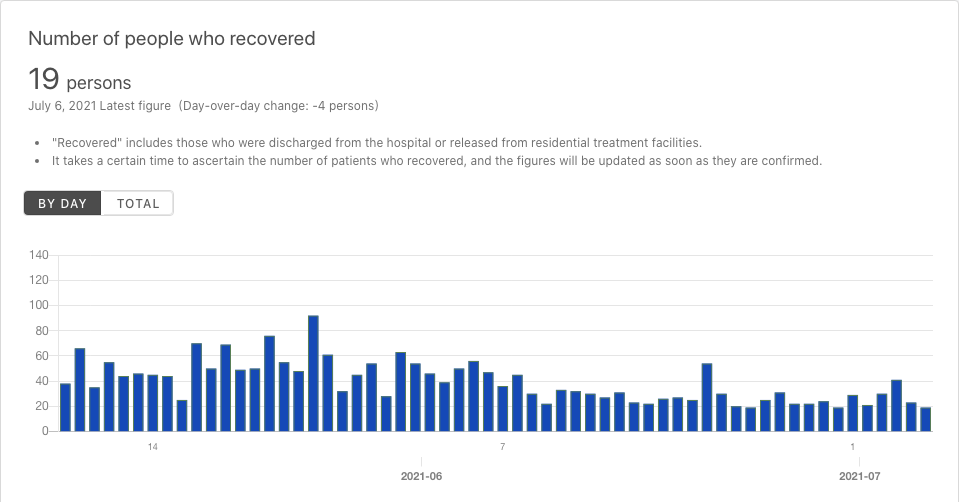 Number of people who recovered
19 persons
July 6, 2021 Latest figure (Day-over-day change: -4 persons)
• "Recovered" includes those who were discharged from the hospital or released from residential treatment facilities.
• It takes a certain time to ascertain the number of patients who recovered, and the figures will be updated as soon as they are confirmed.
BY DAY TOTAL
140
120
100
80
60
40
20
0
14 7 1
2021-06 2021-07